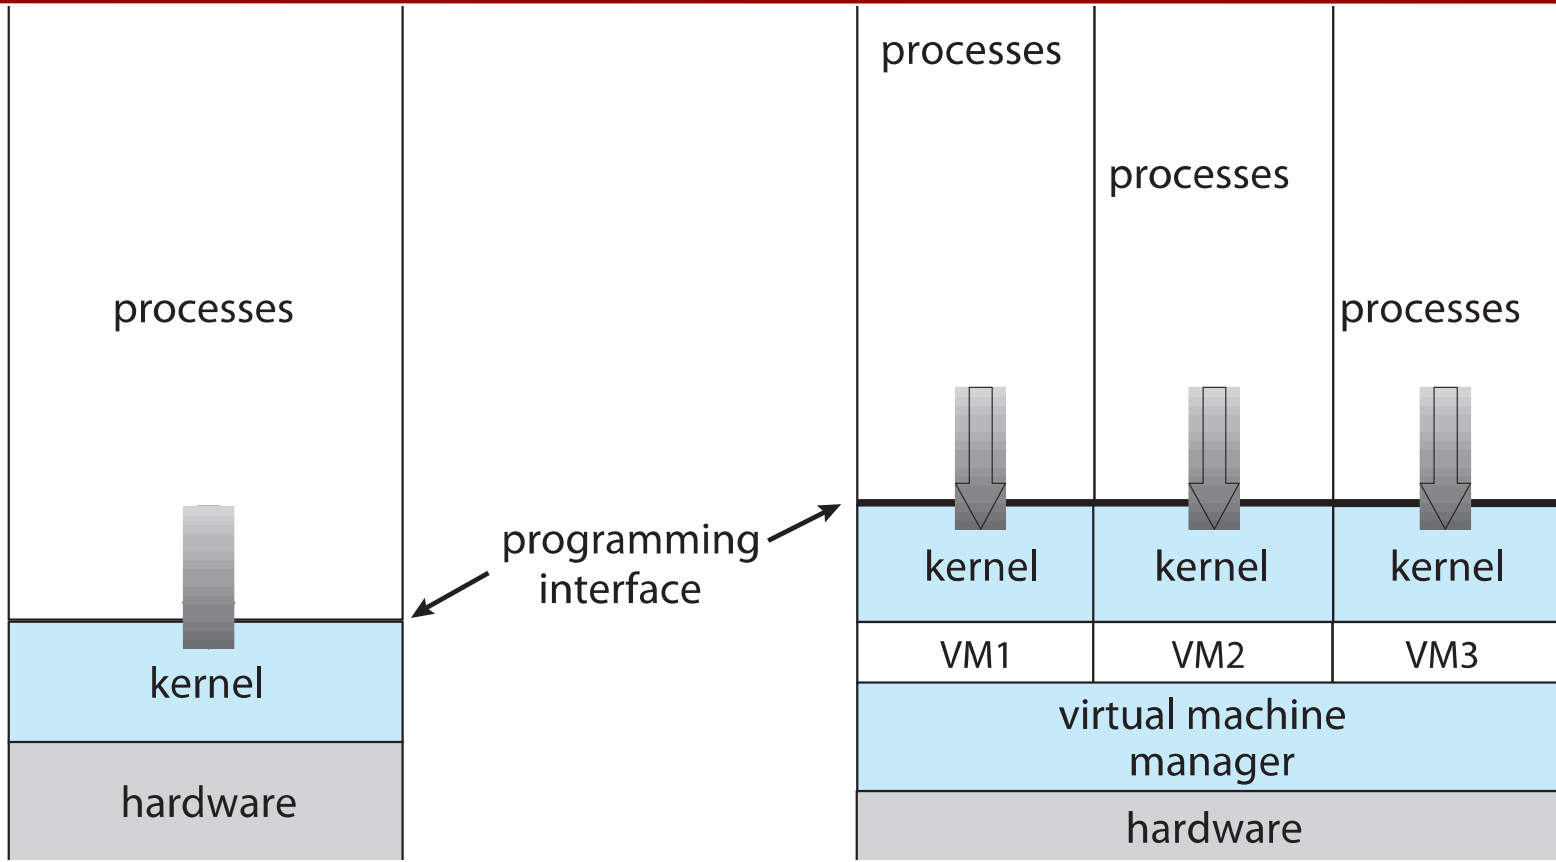 processes
kernel
hardware
programming
interface
processes
processes
processes
kernel
kernel
kernel
VM1
VM2
VM3
virtual machine
manager
hardware